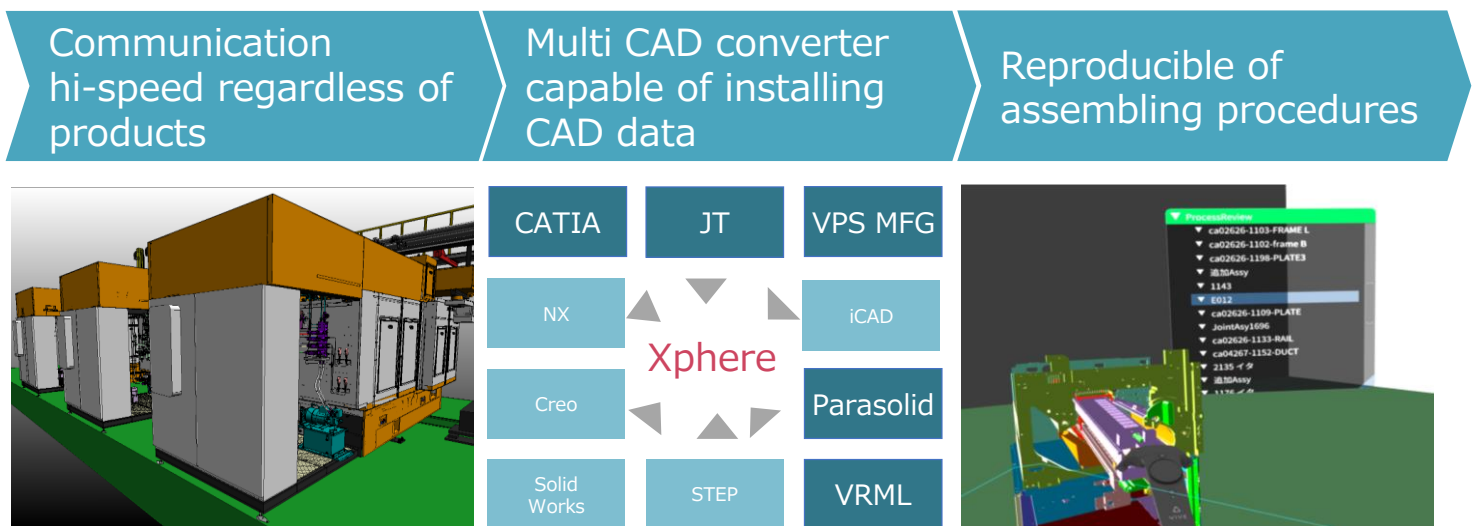 Communication
hi-speed regardless of
products
Multi CAD converter
capable of installing
CAD data
Reproducible of
assembling procedures
CATIA
JT
VPS MFG
NX
iCAD
Xphere
Creo
Parasolid
Solid
Works
STEP
VRML
ProcessReview
ca02626-1103-FRAME L
ca02626-1102-frame B
ca02626-1198-PLATE3
追加Assy
1143
E012
ca02626-1109-PLATE
JointAsy1696
ca02626-1133-RAIL
ca04267-1152-DUCT
2135 イタ
追加Assy